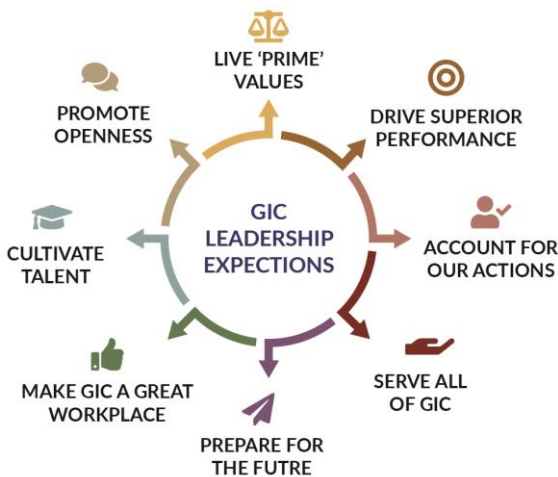 LIVE ‘PRIME’
VALUES
DRIVE SUPERIOR
PERFORMANCE
ACCOUNT FOR
OUR ACTIONS
SERVE ALL
OF GIC
PREPARE FOR
THE FUTRE
MAKE GIC A GREAT
WORKPLACE
CULTIVATE
TALENT
PROMOTE
OPENNESS
GIC
LEADERSHIP
EXPECTIONS